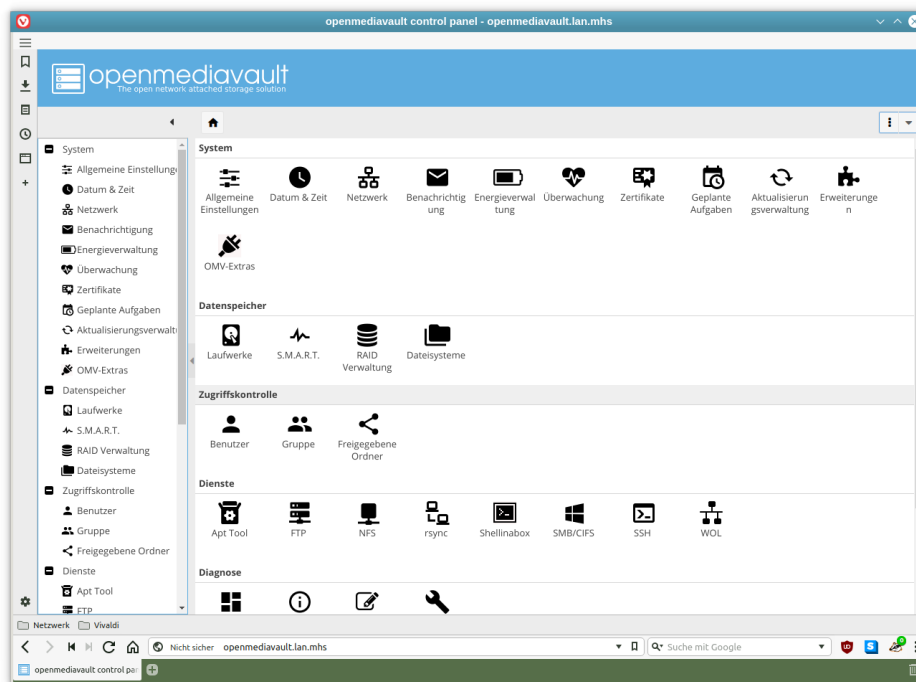 openmediavault control panel - openmediavault.lan.mhs
openmediavault
The open network attached storage solution
System
Allgemeine Einstellung
Datum & Zeit
Netzwerk
Benachrichtigung
Energieverwaltung
Überwachung
Zertifikate
Geplante Aufgaben
Aktualisierungsverwalt
Erweiterungen
OMV-Extras
Datenspeicher
Laufwerke
S.M.A.R.T.
RAID Verwaltung
Dateisysteme
Zugriffskontrolle
Benutzer
Gruppe
Freigegebene Ordner
Dienste
Apt Tool
FTP
System
Allgemeine
Einstellungen
Datum & Zeit
Netzwerk
Benachrichtig
ung
Energieverwal
tung
Überwachung
Zertifikate
Geplante
Aufgaben
Aktualisierun
gsverwaltung
Erweiterunge
n
OMV-Extras
Datenspeicher
Laufwerke
S.M.A.R.T.
RAID
Verwaltung
Dateisysteme
Zugriffskontrolle
Benutzer
Gruppe
Freigegebene
Ordner
Dienste
Apt Tool
FTP
NFS
rsync
Shellinabox
SMB/CIFS
SSH
WOL
Diagnose
Netzwerk
Vivaldi
Nicht sicher openmediavault.lan.mhs
Suche mit Google
openmediavault control pan